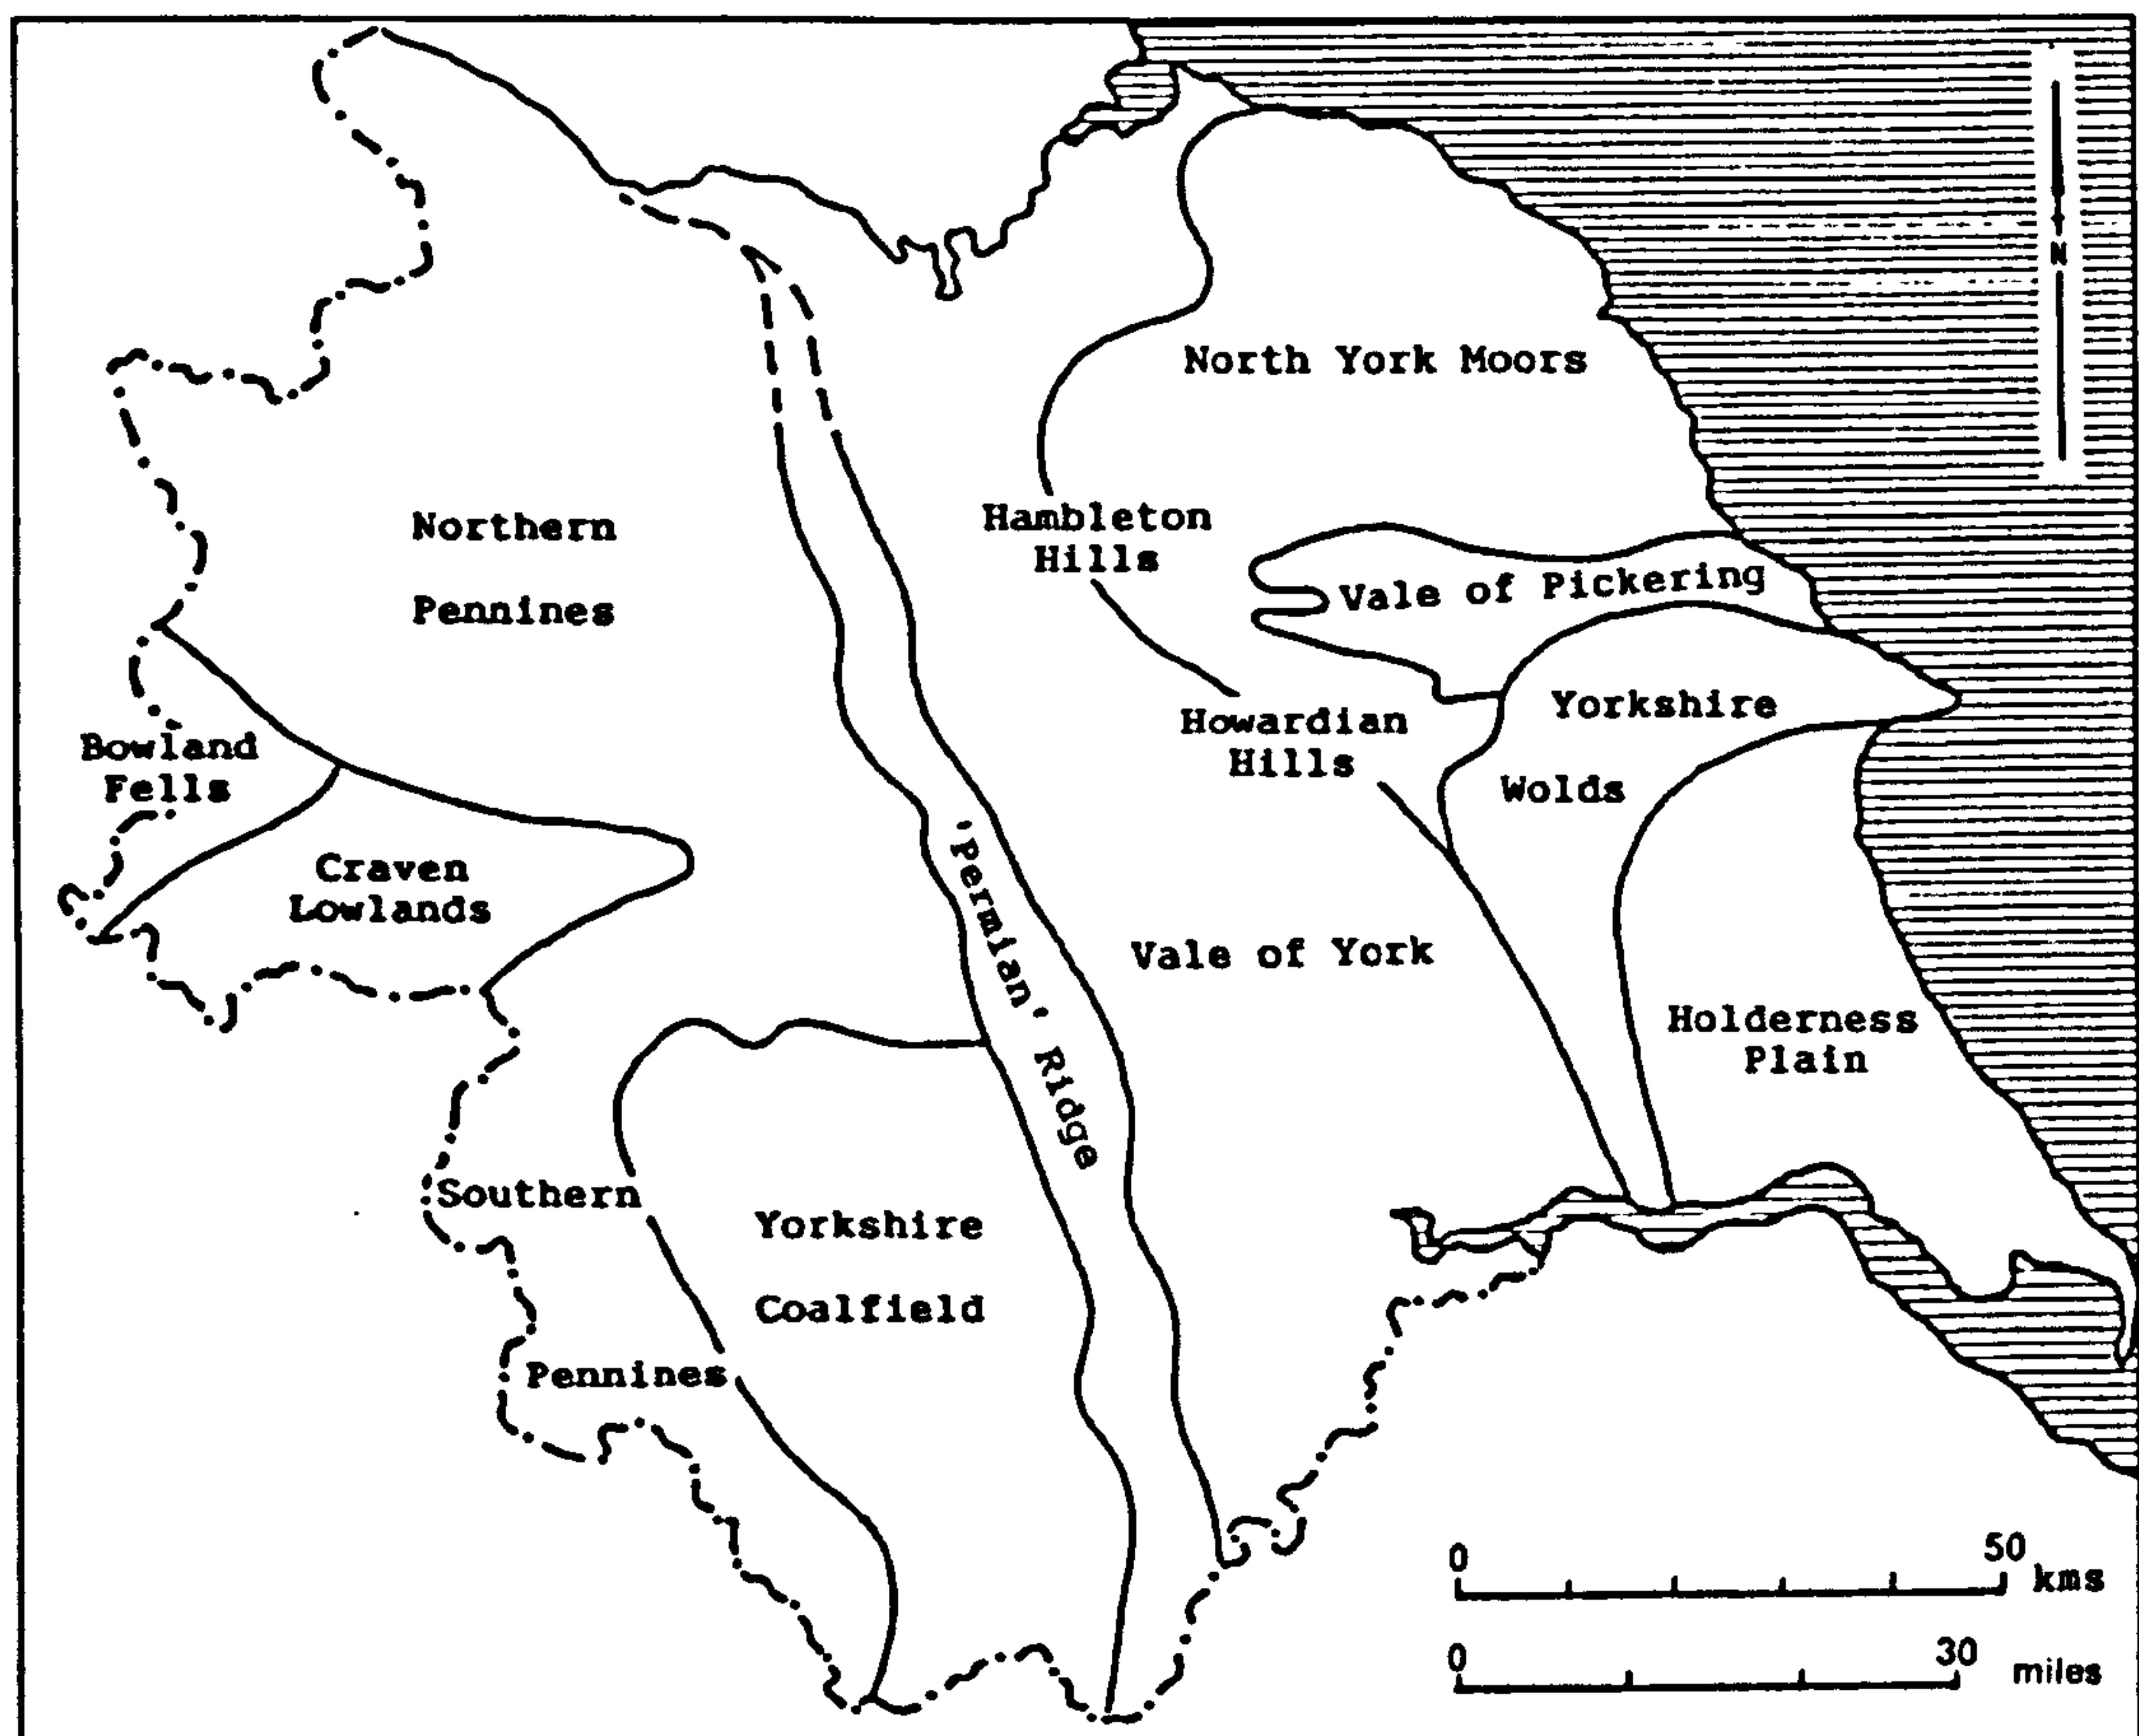 N
North York Moors
Hambleton
Hills
Northern
Pennines
Vale of Pickering
Yorkshire
Wolds
Howardian
Hills
Bowland
Fells
Craven
Lowlands
'Permian' Ridge
Vale of York
Holderness
Plain
Southern
Pennines
Yorkshire
Coalfield
0 50 kms
0 30 miles